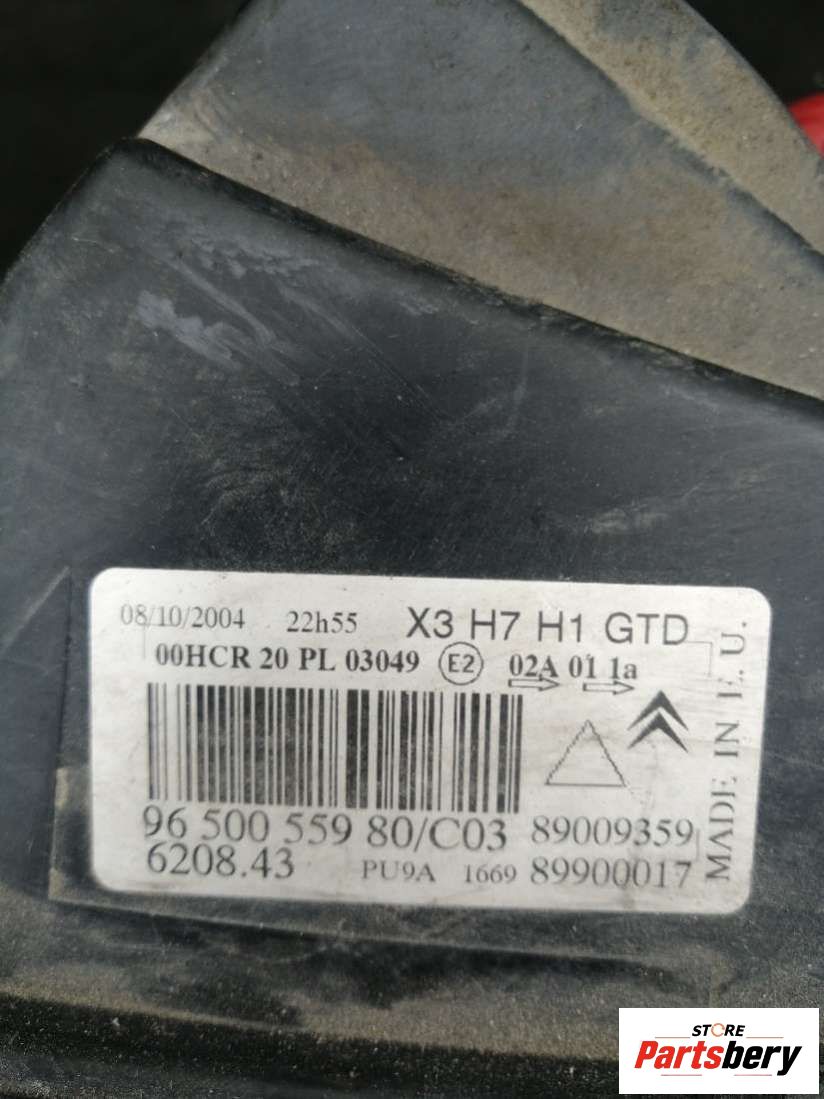 08/10/2004 22h55 X3 H7 H1 GTD
00HCR 20 PL 03049 E2 02A 01 1a
96 500 559 80/C03 89009359
6208.43 PU9A 1669 89900017
MADE IN E.U.
STORE
Partsbery